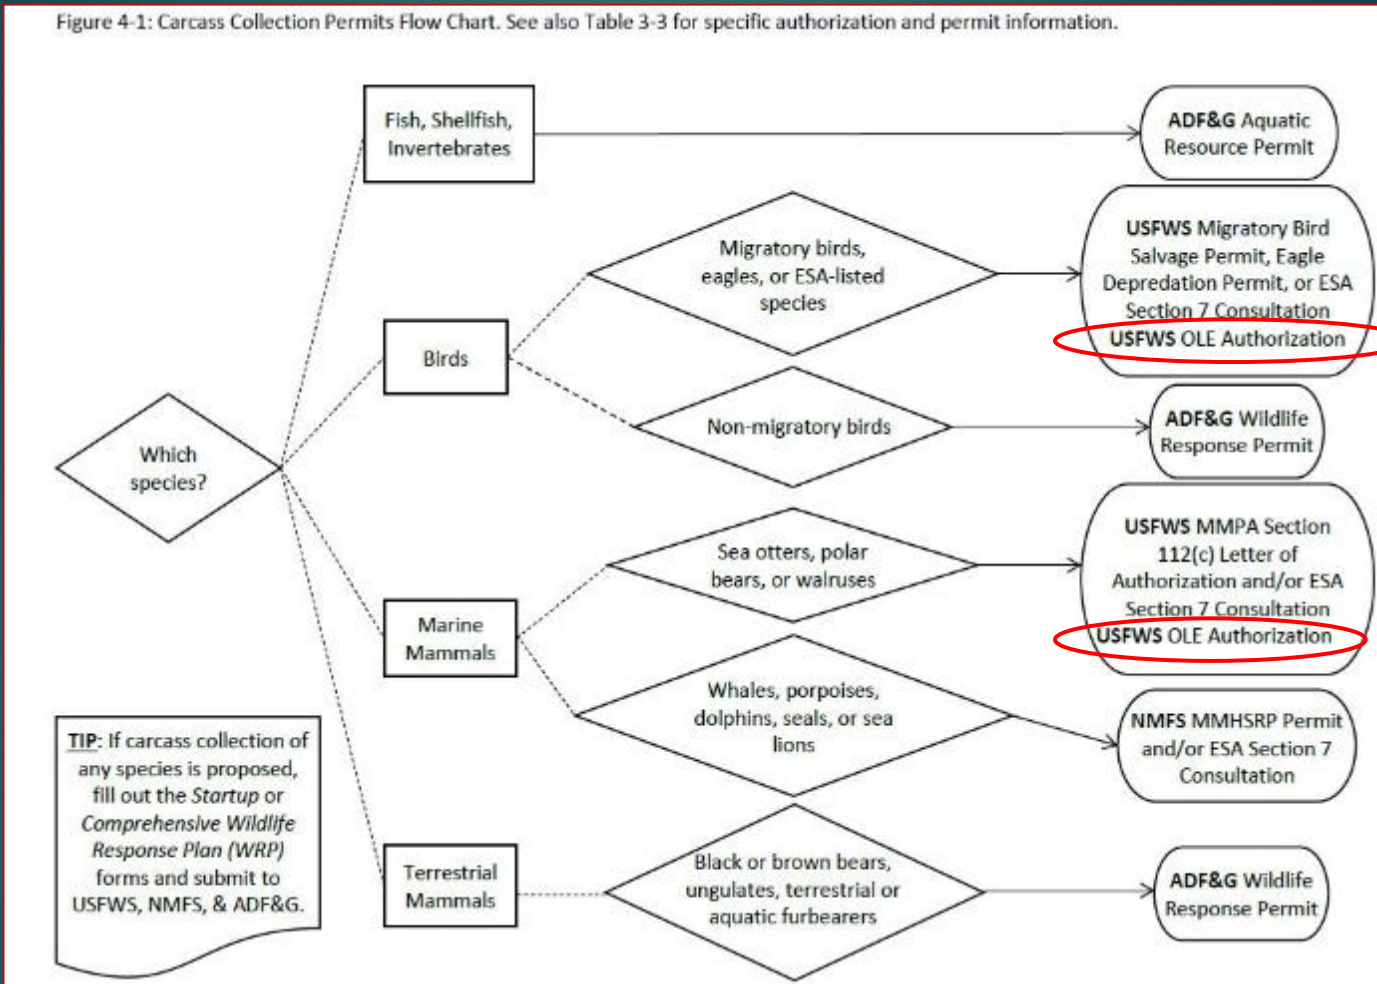 Figure 4-1: Carcass Collection Permits Flow Chart. See also Table 3-3 for specific authorization and permit information.
Fish, Shellfish,
Invertebrates
ADF&G Aquatic
Resource Permit
Migratory birds,
eagles, or ESA-listed
species
USFWS Migratory Bird
Salvage Permit, Eagle
Depredation Permit, or ESA
Section 7 Consultation
USFWS OLE Authorization
Birds
Non-migratory birds
ADF&G Wildlife
Response Permit
Which
species?
Sea otters, polar
bears, or walruses
USFWS MMPA Section
112(c) Letter of
Authorization and/or ESA
Section 7 Consultation
USFWS OLE Authorization
Marine
Mammals
Whales, porpoises,
dolphins, seals, or sea
lions
NMFS MMHSRP Permit
and/or ESA Section 7
Consultation
TIP: If carcass collection of
any species is proposed,
fill out the Startup or
Comprehensive Wildlife
Response Plan (WRP)
forms and submit to
USFWS, NMFS, & ADF&G.
Terrestrial
Mammals
Black or brown bears,
ungulates, terrestrial or
aquatic furbearers
ADF&G Wildlife
Response Permit